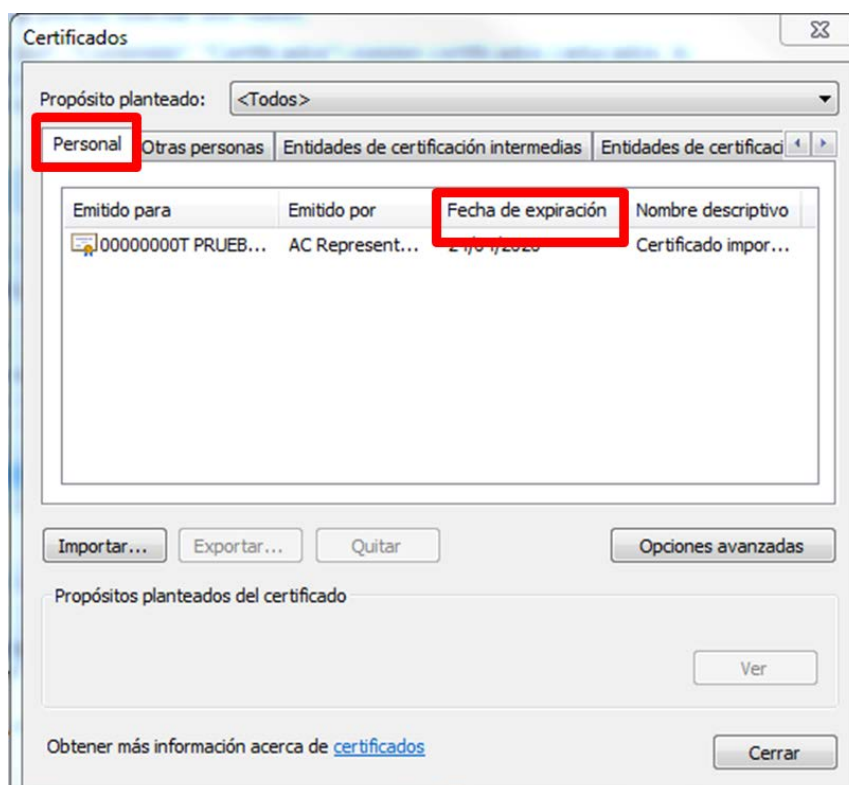 Certificados
Propósito planteado: <Todos>
Personal Otras personas Entidades de certificación intermedias Entidades de certificaci
Emitido para Emitido por Fecha de expiración Nombre descriptivo
00000000T PRUEB... AC Represent... Certificado impor...
Importar... Exportar... Quitar Opciones avanzadas
Propósitos planteados del certificado
Ver
Obtener más información acerca de certificados
Cerrar